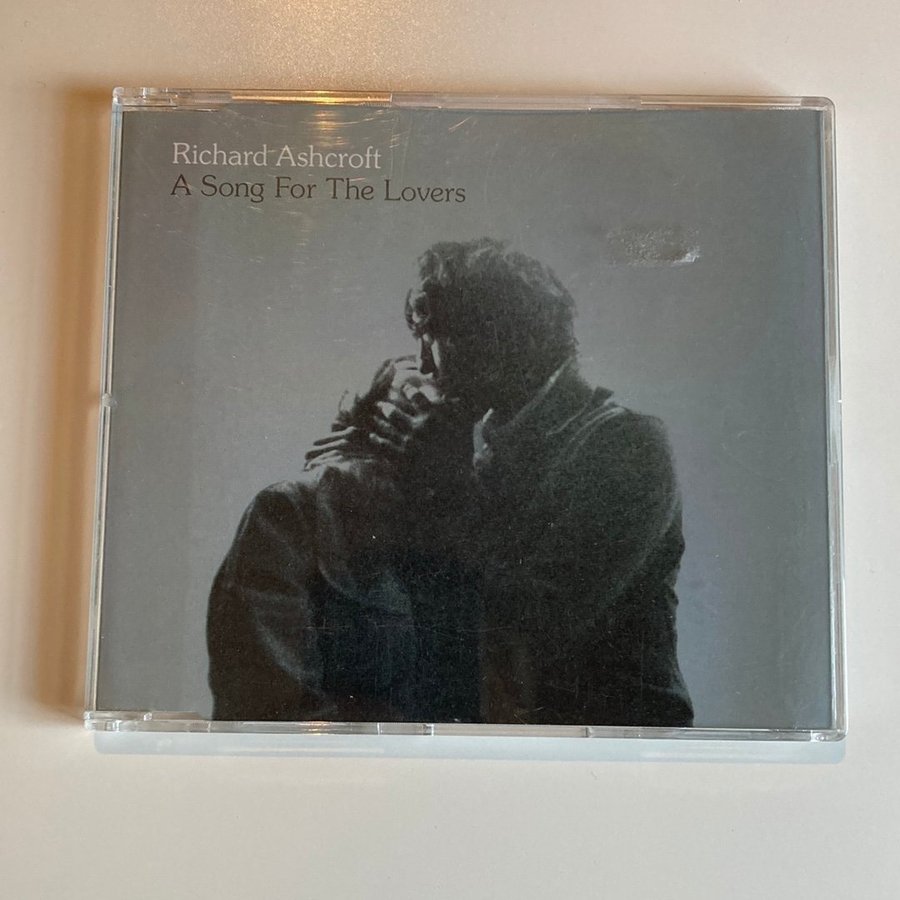 Richard Ashcroft
A Song For The Lovers